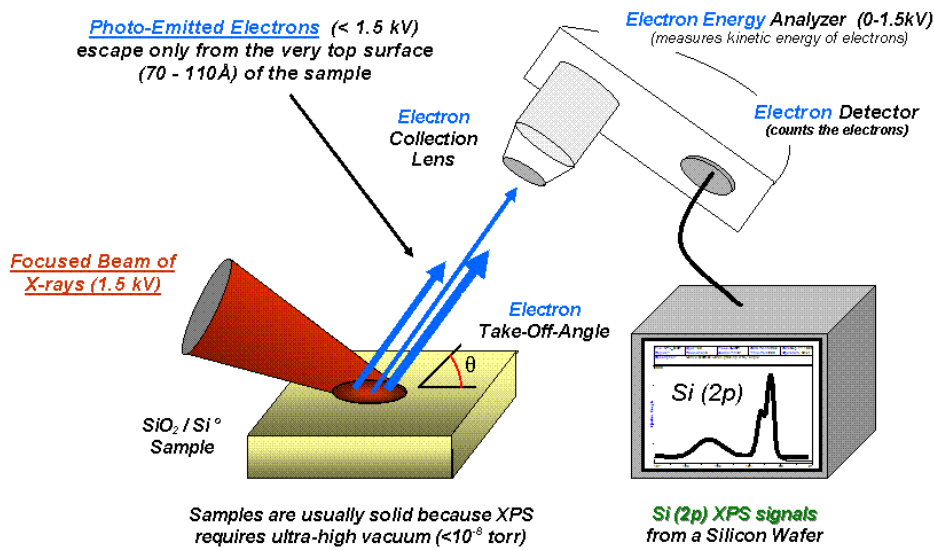 Photo-Emitted Electrons (< 1.5 kV)
escape only from the very top surface
(70 - 110Å) of the sample
Electron Energy Analyzer (0-1.5kV)
(measures kinetic energy of electrons)
Electron Detector
(counts the electrons)
Electron
Collection
Lens
Focused Beam of
X-rays (1.5 kV)
Electron
Take-Off-Angle
θ
SiO₂ / Si°
Sample
Si (2p)
Samples are usually solid because XPS
requires ultra-high vacuum (<10⁻⁸ torr)
Si (2p) XPS signals
from a Silicon Wafer